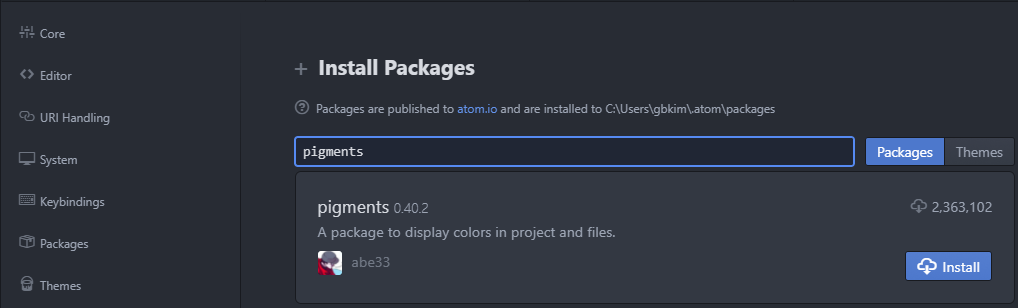 Core
Editor
URI Handling
System
Keybindings
Packages
Themes
Install Packages
Packages are published to atom.io and are installed to C:\Users\gbkim\.atom\packages
pigments
Packages Themes
pigments 0.40.2
2,363,102
A package to display colors in project and files.
abe33
Install